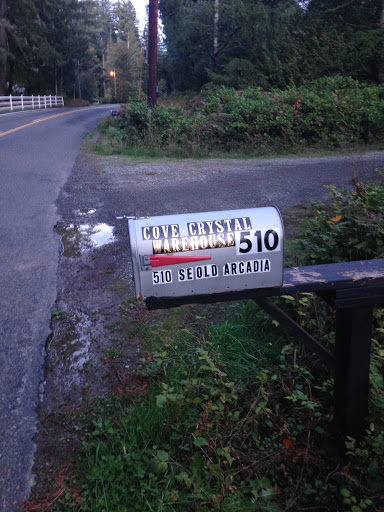 COVE CRYSTAL
WAREHOUSE 510
510 SE OLD ARCADIA